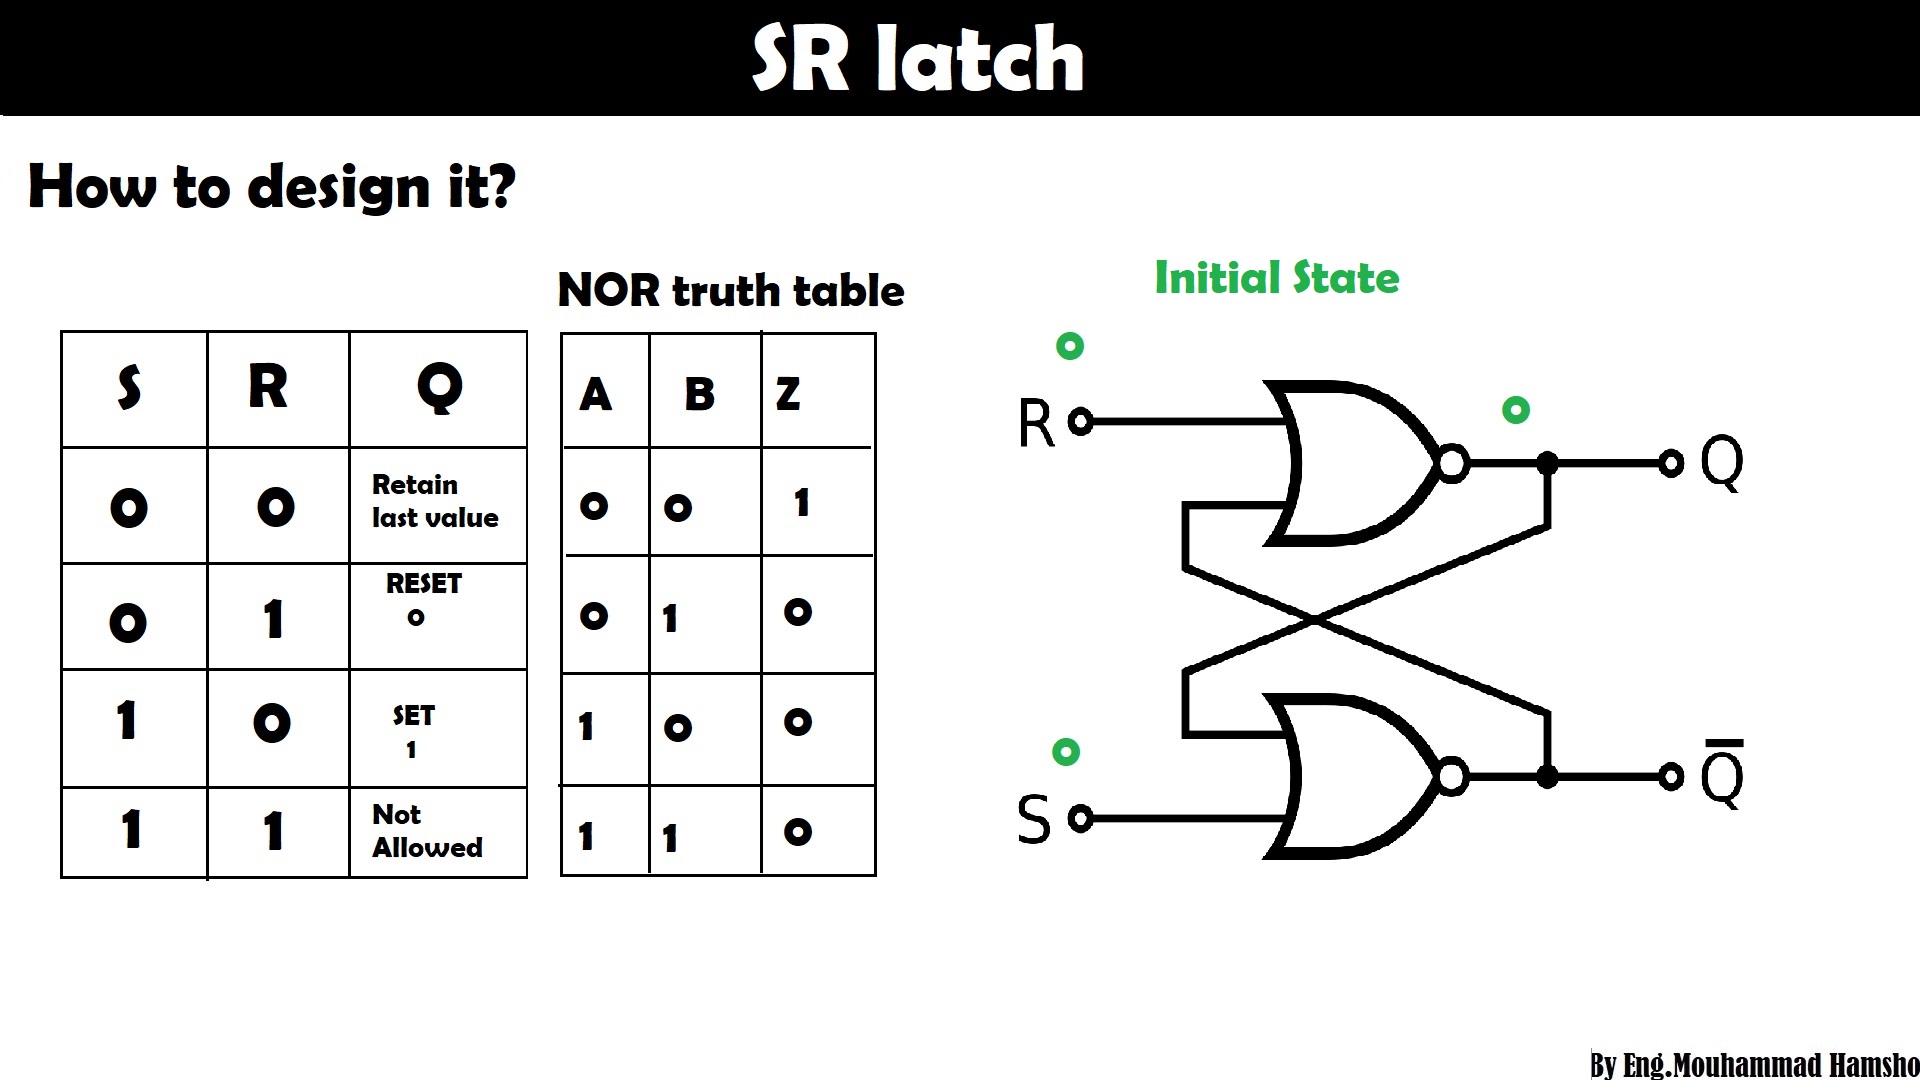 SR latch
How to design it?
NOR truth table
Initial State
S R Q
0 0 Retain last value
0 1 RESET 0
1 0 SET 1
1 1 Not Allowed
A B Z
0 0 1
0 1 0
1 0 0
1 1 0
0
R
0
Q
0
S
Q̅
By Eng.Mouhammad Hamsho